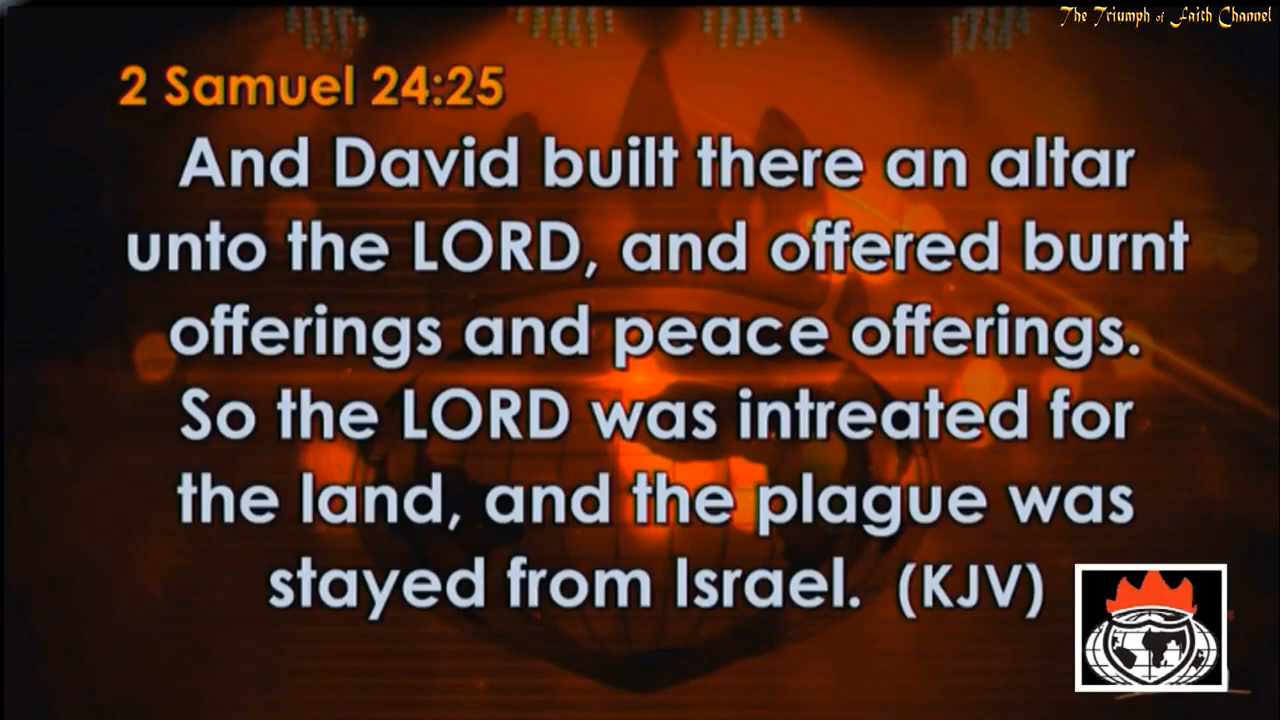 The Triumph of Faith Channel
2 Samuel 24:25
And David built there an altar
unto the LORD, and offered burnt
offerings and peace offerings.
So the LORD was intreated for
the land, and the plague was
stayed from Israel. (KJV)